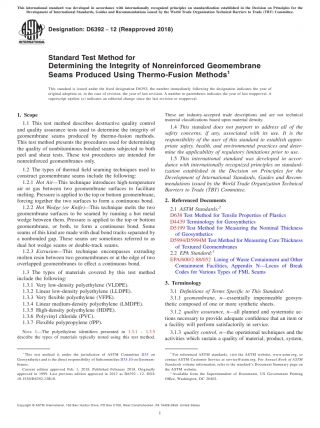 This international standard was developed in accordance with internationally recognized principles on standardization established in the Decision on Principles for the
Development of International Standards, Guides and Recommendations issued by the World Trade Organization Technical Barriers to Trade (TBT) Committee.
Designation: D6392 − 12 (Reapproved 2018)
INTERNATIONAL
Standard Test Method for
Determining the Integrity of Nonreinforced Geomembrane
Seams Produced Using Thermo-Fusion Methods1
This standard is issued under the fixed designation D6392; the number immediately following the designation indicates the year of
original adoption or, in the case of revision, the year of last revision. A number in parentheses indicates the year of last reapproval. A
superscript epsilon (ε) indicates an editorial change since the last revision or reapproval.
1. Scope
1.1 This test method describes destructive quality control
and quality assurance tests used to determine the integrity of
geomembrane seams produced by thermo-fusion methods.
This test method presents the procedures used for determining
the quality of nonbituminous bonded seams subjected to both
peel and shear tests. These test procedures are intended for
nonreinforced geomembranes only.
1.2 The types of thermal field seaming techniques used to
construct geomembrane seams include the following:
1.2.1 Hot Air—This technique introduces high-temperature
air or gas between two geomembrane surfaces to facilitate
melting. Pressure is applied to the top or bottom geomembrane,
forcing together the two surfaces to form a continuous bond.
1.2.2 Hot Wedge (or Knife)—This technique melts the two
geomembrane surfaces to be seamed by running a hot metal
wedge between them. Pressure is applied to the top or bottom
geomembrane, or both, to form a continuous bond. Some
seams of this kind are made with dual bond tracks separated by
a nonbonded gap. These seams are sometimes referred to as
dual hot wedge seams or double-track seams.
1.2.3 Extrusion—This technique encompasses extruding
molten resin between two geomembranes or at the edge of two
overlapped geomembranes to effect a continuous bond.
1.3 The types of materials covered by this test method
include the following:
1.3.1 Very low-density polyethylene (VLDPE).
1.3.2 Linear low-density polyethylene (LLDPE).
1.3.3 Very flexible polyethylene (VFPE).
1.3.4 Linear medium-density polyethylene (LMDPE).
1.3.5 High-density polyethylene (HDPE).
1.3.6 Polyvinyl chloride (PVC).
1.3.7 Flexible polypropylene (fPP).
NOTE 1—The polyethylene identifiers presented in 1.3.1 – 1.3.5
describe the types of materials typically tested using this test method.
These are industry-accepted trade descriptions and are not technical
material classifications based upon material density.
1.4 This standard does not purport to address all of the
safety concerns, if any, associated with its use. It is the
responsibility of the user of this standard to establish appro-
priate safety, health, and environmental practices and deter-
mine the applicability of regulatory limitations prior to use.
1.5 This international standard was developed in accor-
dance with internationally recognized principles on standard-
ization established in the Decision on Principles for the
Development of International Standards, Guides and Recom-
mendations issued by the World Trade Organization Technical
Barriers to Trade (TBT) Committee.
2. Referenced Documents
2.1 ASTM Standards:2
D638 Test Method for Tensile Properties of Plastics
D4439 Terminology for Geosynthetics
D5199 Test Method for Measuring the Nominal Thickness
of Geosynthetics
D5994/D5994M Test Method for Measuring Core Thickness
of Textured Geomembranes
2.2 EPA Standard:3
EPA/600/2-88/052 Lining of Waste Containment and Other
Containment Facilities, Appendix N—Locus of Break
Codes for Various Types of FML Seams
3. Terminology
3.1 Definitions of Terms Specific to This Standard:
3.1.1 geomembrane, n—essentially impermeable geosyn-
thetic composed of one or more synthetic sheets.
3.1.2 quality assurance, n—all planned and systematic ac-
tions necessary to provide adequate confidence that an item or
a facility will perform satisfactorily in service.
3.1.3 quality control, n—the operational techniques and the
activities which sustain a quality of material, product, system,
1 This test method is under the jurisdiction of ASTM Committee D35 on
Geosynthetics and is the direct responsibility of Subcommittee D35.10 on Geomem-
branes.
Current edition approved Feb. 1, 2018. Published February 2018. Originally
approved in 1999. Last previous edition approved in 2012 as D6392 – 12. DOI:
10.1520/D6392-12R18.
2 For referenced ASTM standards, visit the ASTM website, www.astm.org, or
contact ASTM Customer Service at service@astm.org. For Annual Book of ASTM
Standards volume information, refer to the standard's Document Summary page on
the ASTM website.
3 Available from the Superintendent of Documents, US Government Printing
Office, Washington, DC 20402.
Copyright © ASTM International, 100 Barr Harbor Drive, PO Box C700, West Conshohocken, PA 19428-2959. United States
1